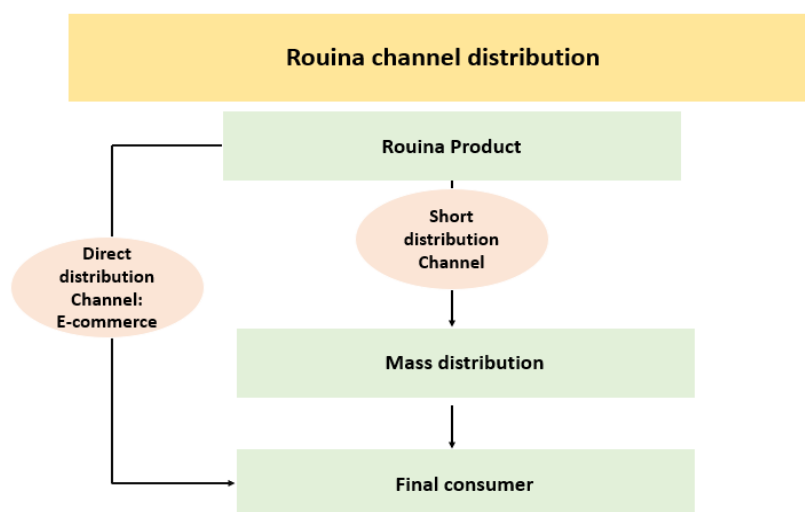 Rouina channel distribution
Rouina Product
Short
distribution
Channel
Direct
distribution
Channel:
E-commerce
Mass distribution
Final consumer